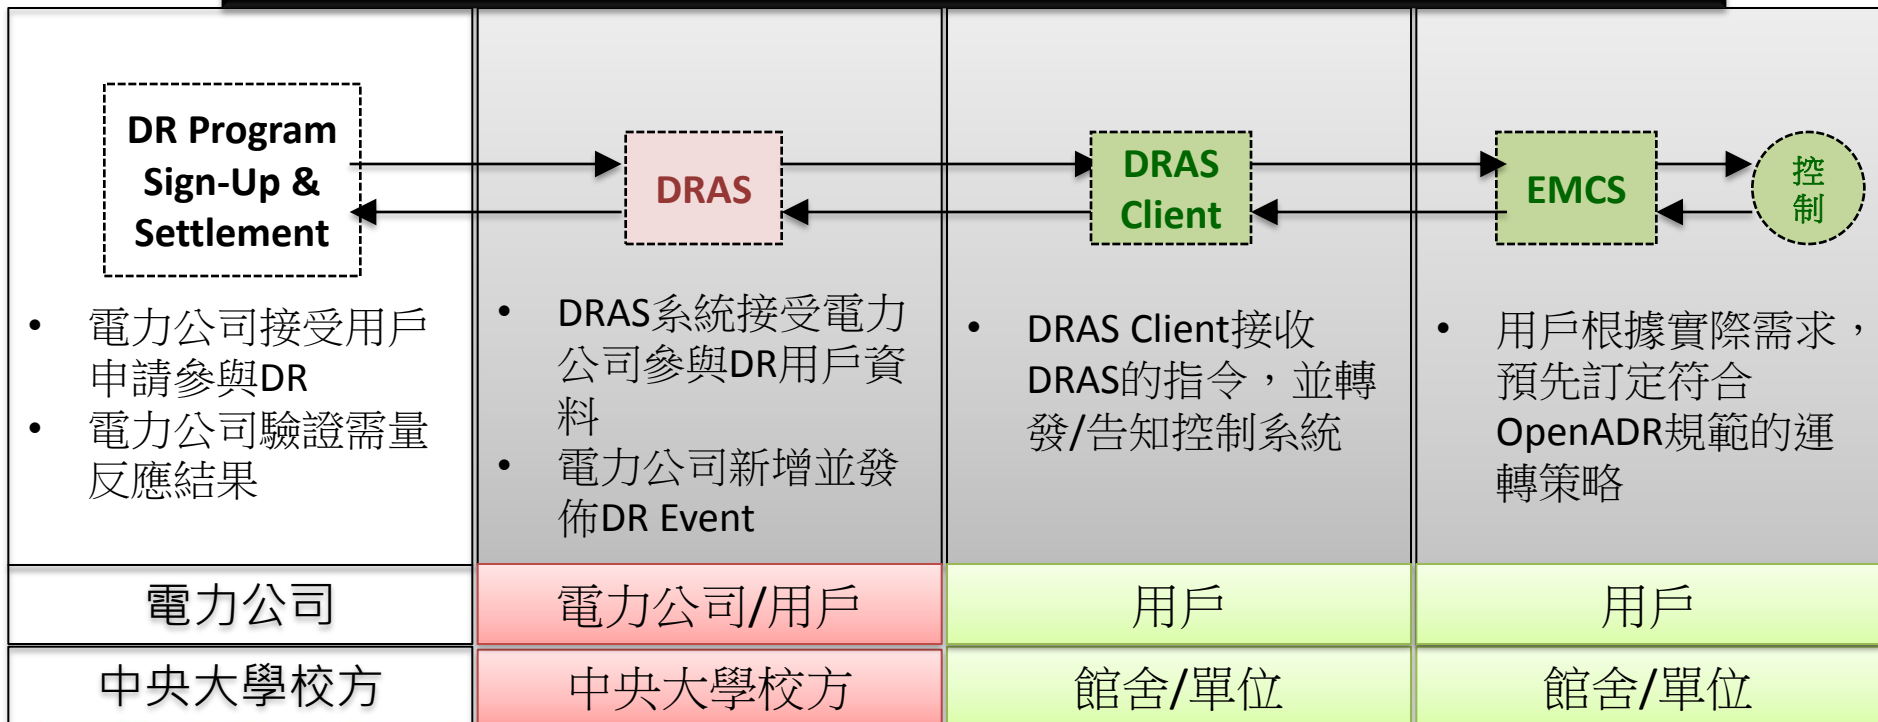 DR Program
Sign-Up &
Settlement
DRAS
DRAS
Client
EMCS
控
制
• 電力公司接受用戶
申請參與DR
• 電力公司驗證需量
反應結果
• DRAS系統接受電力
公司參與DR用戶資
料
• 電力公司新增並發
佈DR Event
• DRAS Client接收
DRAS的指令，並轉
發/告知控制系統
• 用戶根據實際需求，
預先訂定符合
OpenADR規範的運
轉策略
電力公司
電力公司/用戶
用戶
用戶
中央大學校方
中央大學校方
館舍/單位
館舍/單位